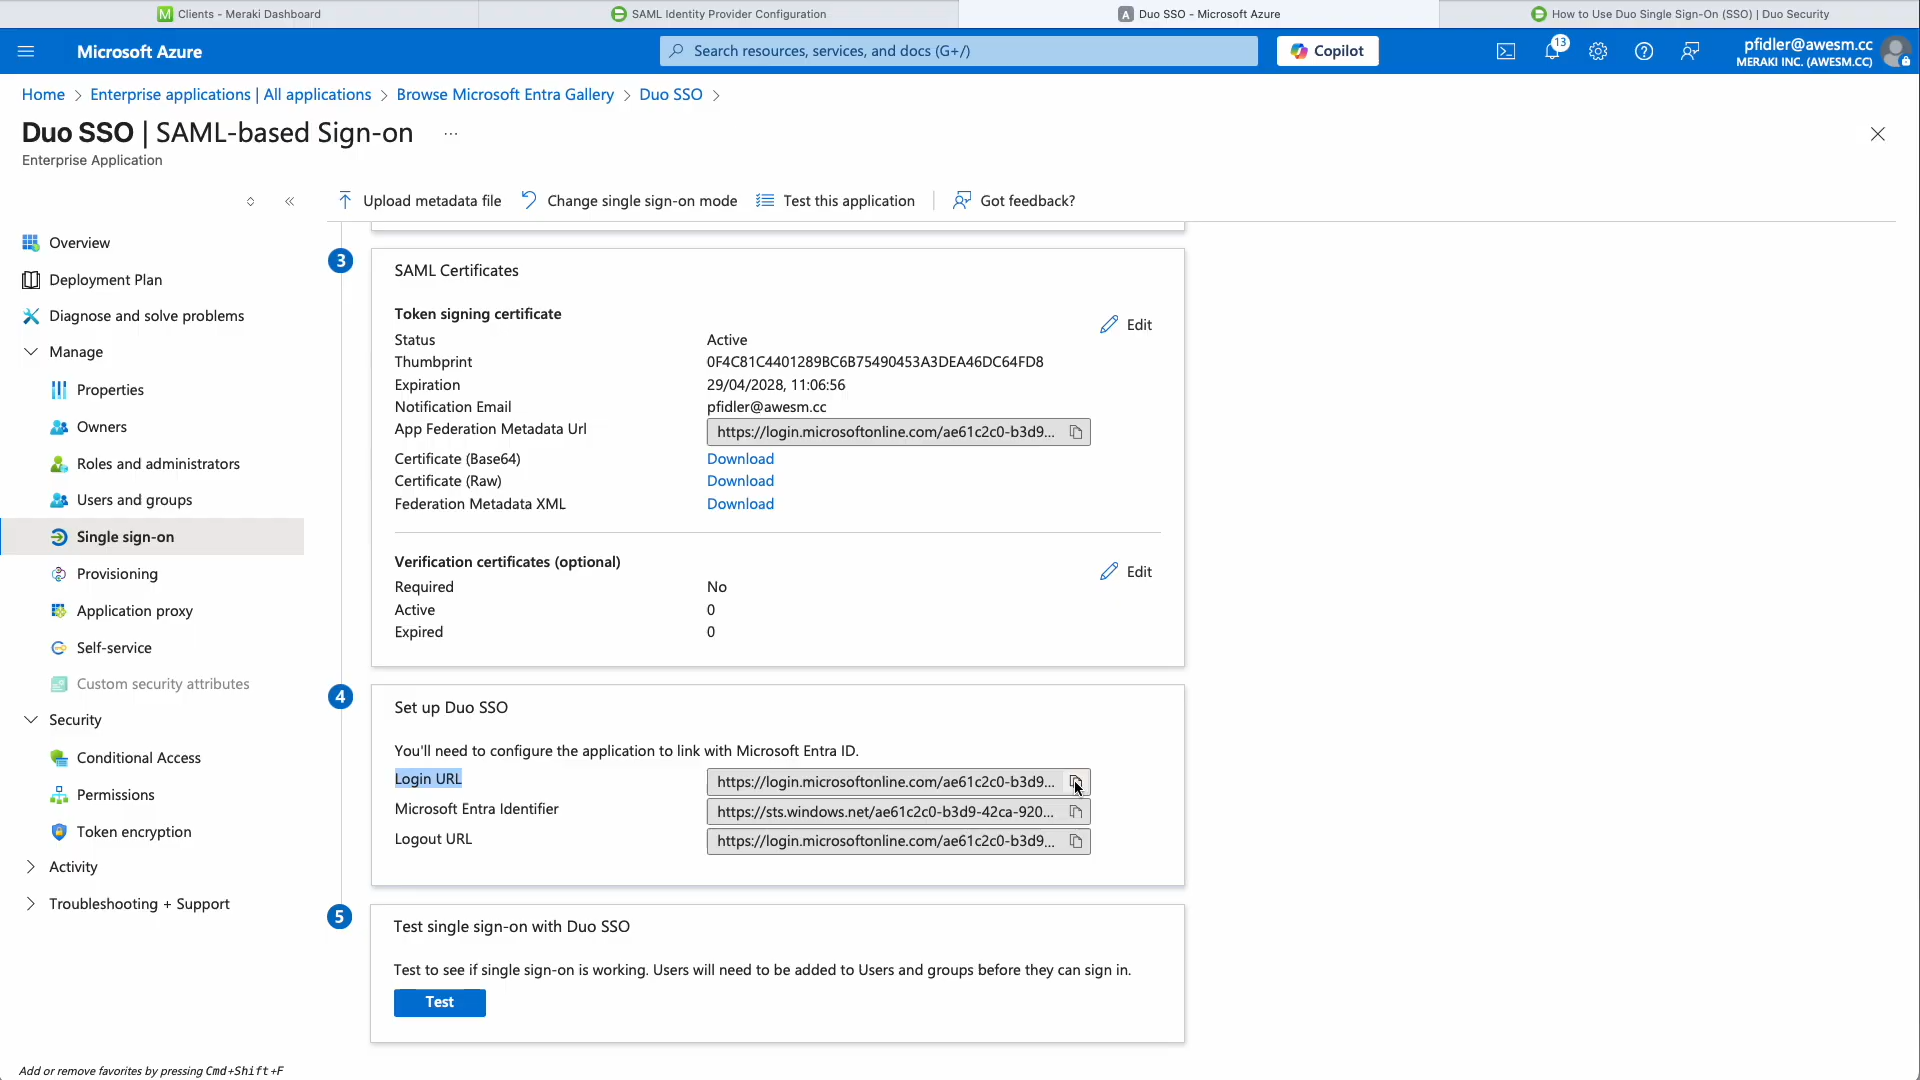 M Clients - Meraki Dashboard
SAML Identity Provider Configuration
A Duo SSO - Microsoft Azure
How to Use Duo Single Sign-On (SSO) | Duo Security
Microsoft Azure
Search resources, services, and docs (G+/)
Copilot
13
pfidler@awesm.cc
MERAKI INC. (AWESM.CC)
Home > Enterprise applications | All applications > Browse Microsoft Entra Gallery > Duo SSO >
Duo SSO | SAML-based Sign-on ...
Enterprise Application
Upload metadata file
Change single sign-on mode
Test this application
Got feedback?
Overview
Deployment Plan
Diagnose and solve problems
Manage
Properties
Owners
Roles and administrators
Users and groups
Single sign-on
Provisioning
Application proxy
Self-service
Custom security attributes
Security
Conditional Access
Permissions
Token encryption
Activity
Troubleshooting + Support
3
SAML Certificates
Token signing certificate
Edit
Status Active
Thumbprint 0F4C81C4401289BC6B75490453A3DEA46DC64FD8
Expiration 29/04/2028, 11:06:56
Notification Email pfidler@awesm.cc
App Federation Metadata Url https://login.microsoftonline.com/ae61c2c0-b3d9...
Certificate (Base64) Download
Certificate (Raw) Download
Federation Metadata XML Download
Verification certificates (optional)
Edit
Required No
Active 0
Expired 0
4
Set up Duo SSO
You'll need to configure the application to link with Microsoft Entra ID.
Login URL https://login.microsoftonline.com/ae61c2c0-b3d9...
Microsoft Entra Identifier https://sts.windows.net/ae61c2c0-b3d9-42ca-920...
Logout URL https://login.microsoftonline.com/ae61c2c0-b3d9...
5
Test single sign-on with Duo SSO
Test to see if single sign-on is working. Users will need to be added to Users and groups before they can sign in.
Test
Add or remove favorites by pressing Cmd+Shift+F